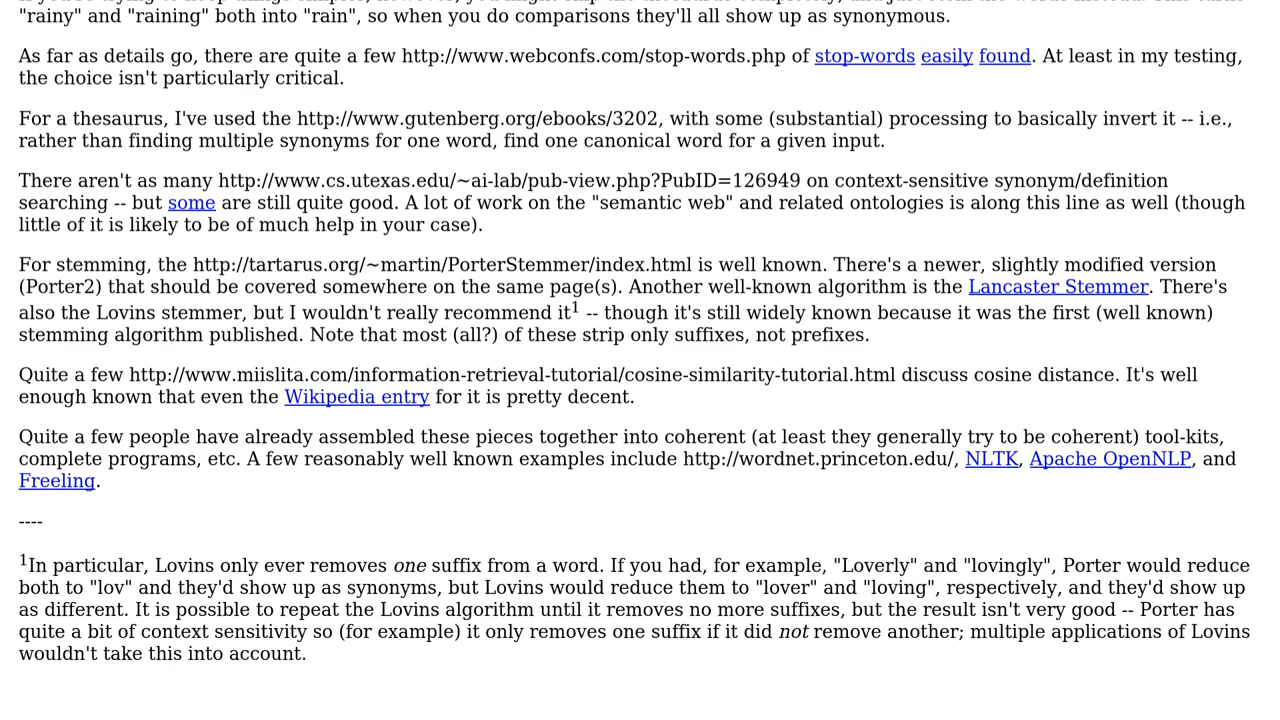 "rainy" and "raining" both into "rain", so when you do comparisons they'll all show up as synonymous.
As far as details go, there are quite a few http://www.webconfs.com/stop-words.php of stop-words easily found. At least in my testing,
the choice isn't particularly critical.
For a thesaurus, I've used the http://www.gutenberg.org/ebooks/3202, with some (substantial) processing to basically invert it -- i.e.,
rather than finding multiple synonyms for one word, find one canonical word for a given input.
There aren't as many http://www.cs.utexas.edu/~ai-lab/pub-view.php?PubID=126949 on context-sensitive synonym/definition
searching -- but some are still quite good. A lot of work on the "semantic web" and related ontologies is along this line as well (though
little of it is likely to be of much help in your case).
For stemming, the http://tartarus.org/~martin/PorterStemmer/index.html is well known. There's a newer, slightly modified version
(Porter2) that should be covered somewhere on the same page(s). Another well-known algorithm is the Lancaster Stemmer. There's
also the Lovins stemmer, but I wouldn't really recommend it1 -- though it's still widely known because it was the first (well known)
stemming algorithm published. Note that most (all?) of these strip only suffixes, not prefixes.
Quite a few http://www.miislita.com/information-retrieval-tutorial/cosine-similarity-tutorial.html discuss cosine distance. It's well
enough known that even the Wikipedia entry for it is pretty decent.
Quite a few people have already assembled these pieces together into coherent (at least they generally try to be coherent) tool-kits,
complete programs, etc. A few reasonably well known examples include http://wordnet.princeton.edu/, NLTK, Apache OpenNLP, and
Freeling.
----
1In particular, Lovins only ever removes one suffix from a word. If you had, for example, "Loverly" and "lovingly", Porter would reduce
both to "lov" and they'd show up as synonyms, but Lovins would reduce them to "lover" and "loving", respectively, and they'd show up
as different. It is possible to repeat the Lovins algorithm until it removes no more suffixes, but the result isn't very good -- Porter has
quite a bit of context sensitivity so (for example) it only removes one suffix if it did not remove another; multiple applications of Lovins
wouldn't take this into account.